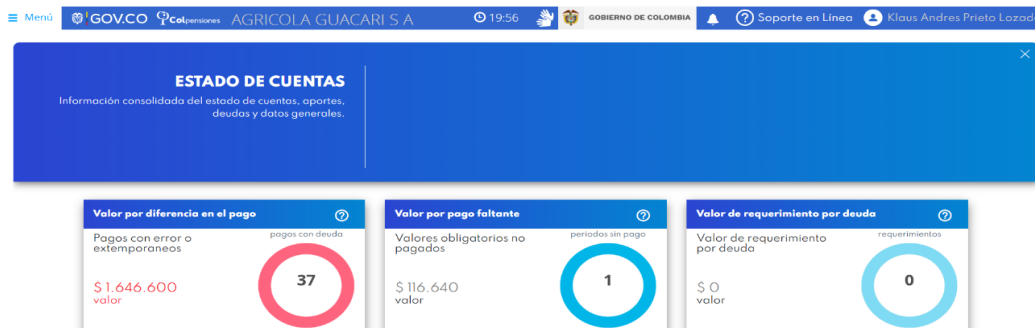 Menú GOV.CO Colpensiones AGRICOLA GUACARI S A 19:56 GOBIERNO DE COLOMBIA Soporte en Línea Klaus Andres Prieto Lozad
ESTADO DE CUENTAS
Información consolidada del estado de cuentas, aportes,
deudas y datos generales.
Valor por diferencia en el pago
Pagos con error o
extemporaneos
pagos con deuda
37
$ 1.646.600
valor
Valor por pago faltante
Valores obligatorios no
pagados
periodos sin pago
1
$ 116.640
valor
Valor de requerimiento por deuda
Valor de requerimiento
por deuda
requerimientos
0
$ 0
valor